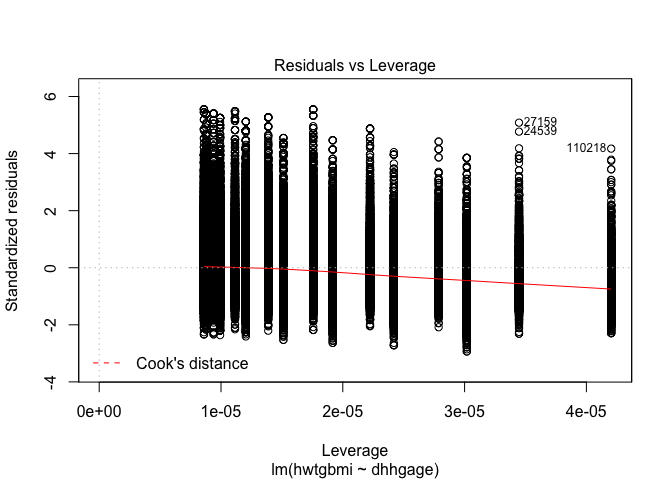 Residuals vs Leverage
Standardized residuals
6
4
2
0
-2
-4
27159
24539
110218
Cook's distance
0e+00 1e-05 2e-05 3e-05 4e-05
Leverage
lm(hwtgbmi ~ dhhgage)